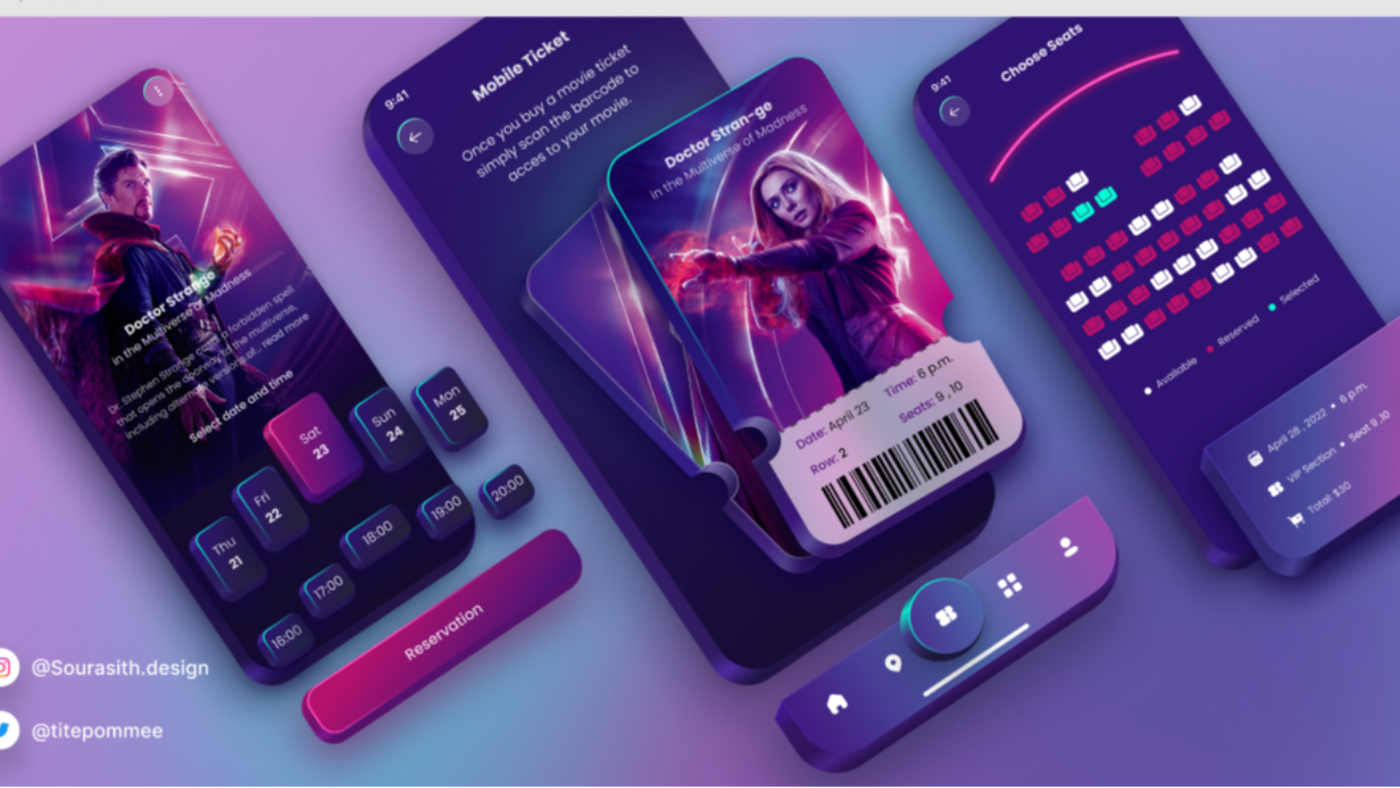 Doctor Strange
in the Multiverse of Madness
Dr. Stephen Strange casts a forbidden spell
that opens the doorway to the multiverse,
including alternate versions of... read more
Select date and time
Thu
21
Fri
22
Sat
23
Sun
24
Mon
25
16:00
17:00
18:00
19:00
20:00
Reservation
@Sourasith.design
@titepommee
9:41
Mobile Ticket
Once you buy a movie ticket
simply scan the barcode to
acces to your movie.
Doctor Stran-ge
in the Multiverse of Madness
Date: April 23
Time: 6 p.m.
Row: 2
Seats: 9 , 10
9:41
Choose Seats
Available
Reserved
Selected
April 28 , 2022 • 6 p.m.
VIP Section • Seat 9 ,10
Total: $30